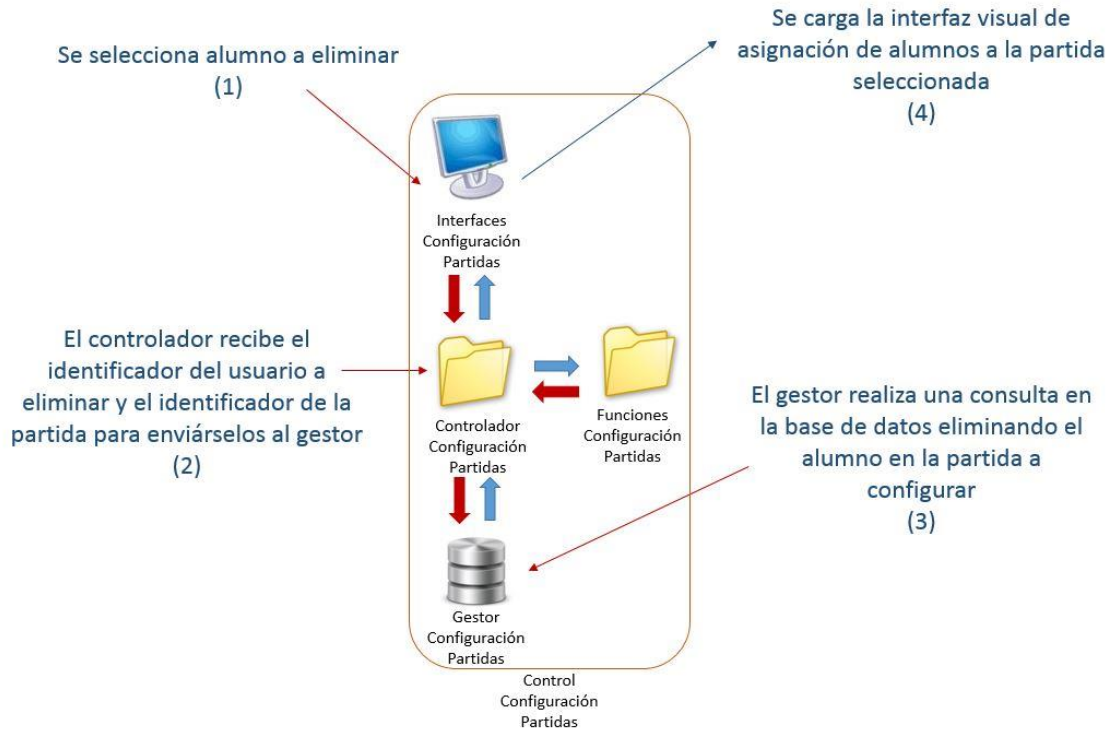 Se selecciona alumno a eliminar
(1)
Se carga la interfaz visual de
asignación de alumnos a la partida
seleccionada
(4)
Interfaces
Configuración
Partidas
El controlador recibe el
identificador del usuario a
eliminar y el identificador de la
partida para enviárselos al gestor
(2)
Controlador
Configuración
Partidas
Funciones
Configuración
Partidas
El gestor realiza una consulta en
la base de datos eliminando el
alumno en la partida a
configurar
(3)
Gestor
Configuración
Partidas
Control
Configuración
Partidas